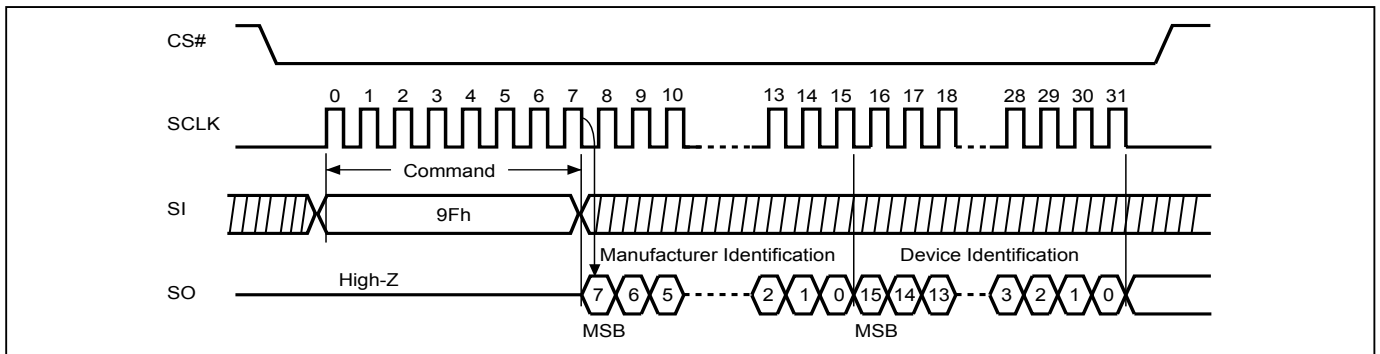 CS#
0 1 2 3 4 5 6 7 8 9 10 13 14 15 16 17 18 28 29 30 31
SCLK
Command
SI
9Fh
Manufacturer Identification Device Identification
High-Z
SO
7 6 5 2 1 0 15 14 13 3 2 1 0
MSB MSB